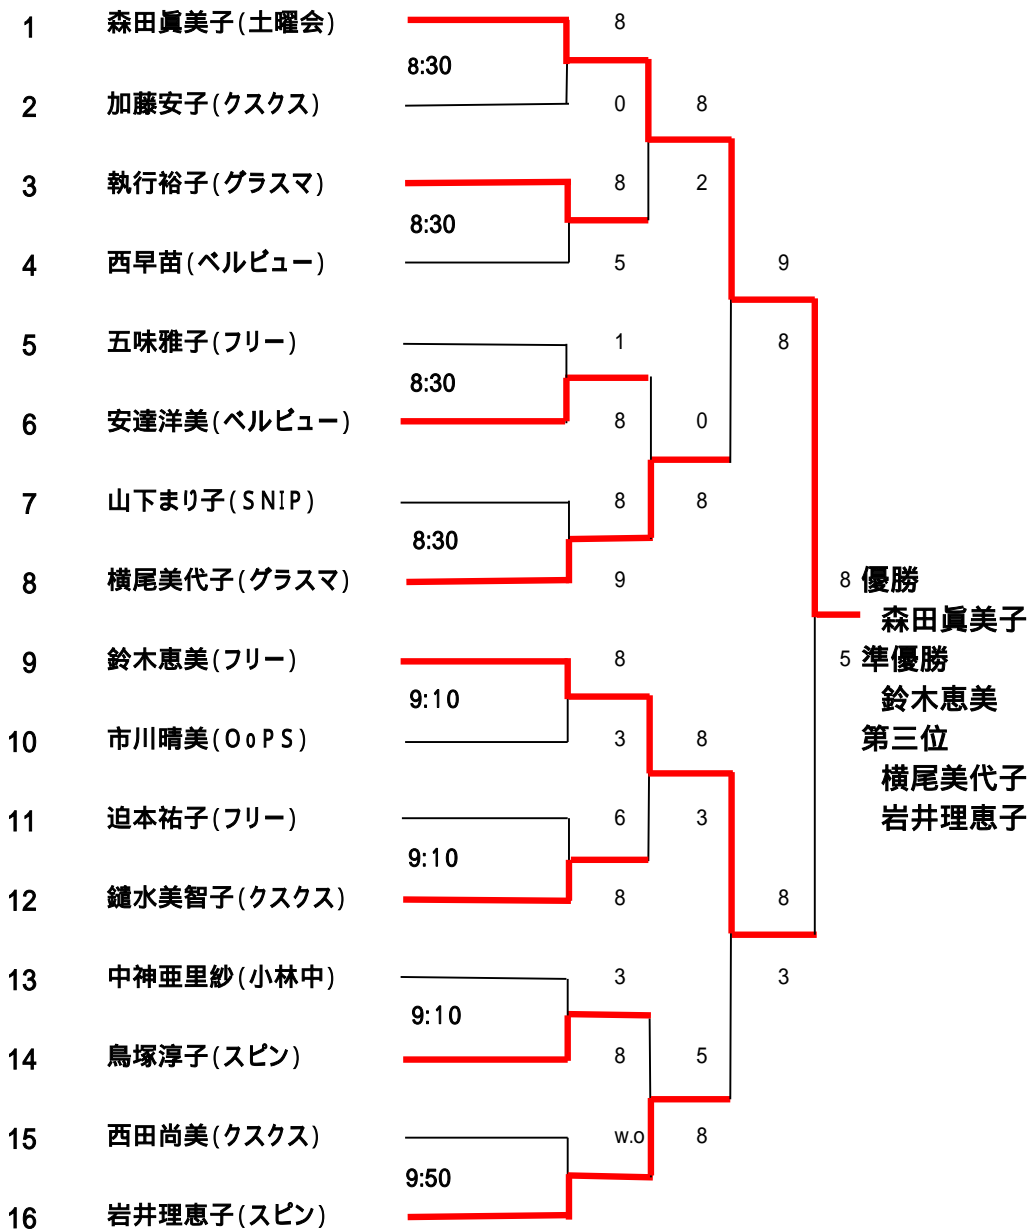 1 森田眞美子(土曜会) 8
8:30
2 加藤安子(クスクス) 0 8
3 執行裕子(グラスマ) 8 2
8:30
4 西早苗(ベルビュー) 5 9
5 五味雅子(フリー) 1 8
8:30
6 安達洋美(ベルビュー) 8 0
7 山下まり子(SNIP) 8 8
8:30
8 横尾美代子(グラスマ) 9 8 優勝
森田眞美子
9 鈴木恵美(フリー) 8 5 準優勝
9:10 鈴木恵美
10 市川晴美(OoPS) 3 8 第三位
横尾美代子
11 迫本祐子(フリー) 6 3 岩井理恵子
9:10
12 鑓水美智子(クスクス) 8 8
13 中神亜里紗(小林中) 3 3
9:10
14 鳥塚淳子(スピン) 8 5
15 西田尚美(クスクス) w.o 8
9:50
16 岩井理恵子(スピン)